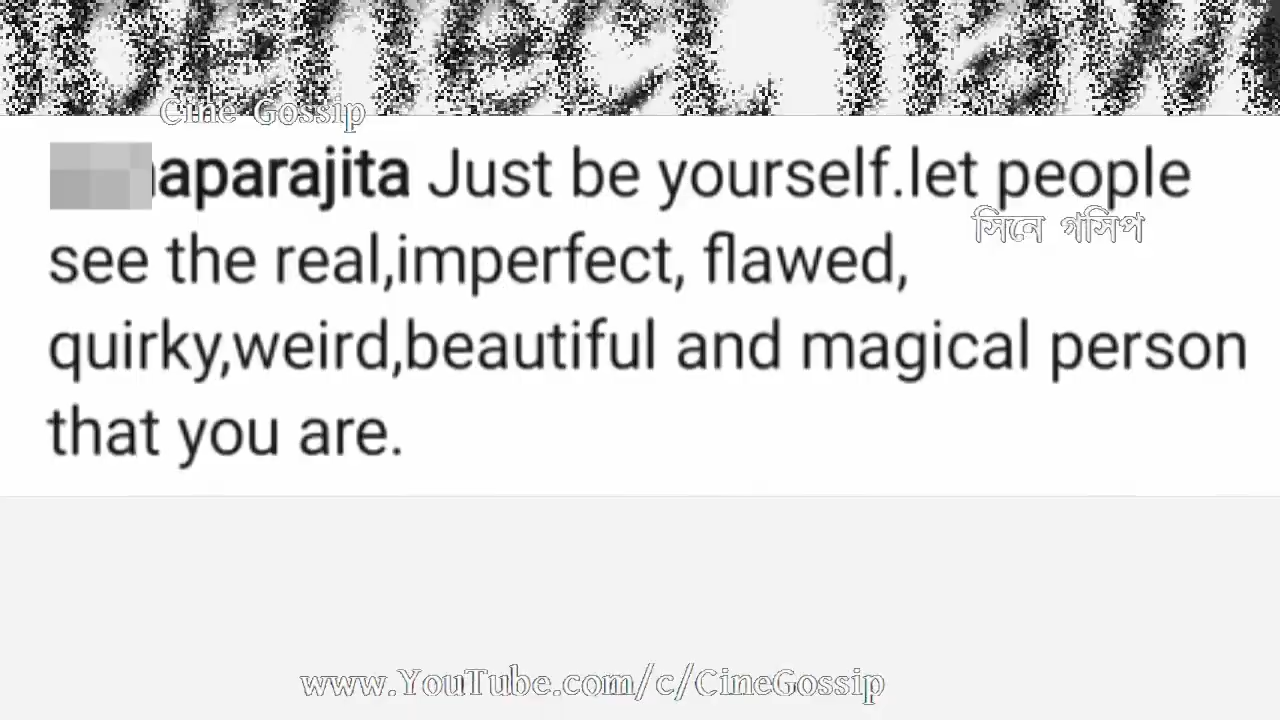 Cine Gossip
aparajita Just be yourself.let people
সিনে গসিপ
see the real,imperfect, flawed,
quirky,weird,beautiful and magical person
that you are.
www.YouTube.com/c/CineGossip